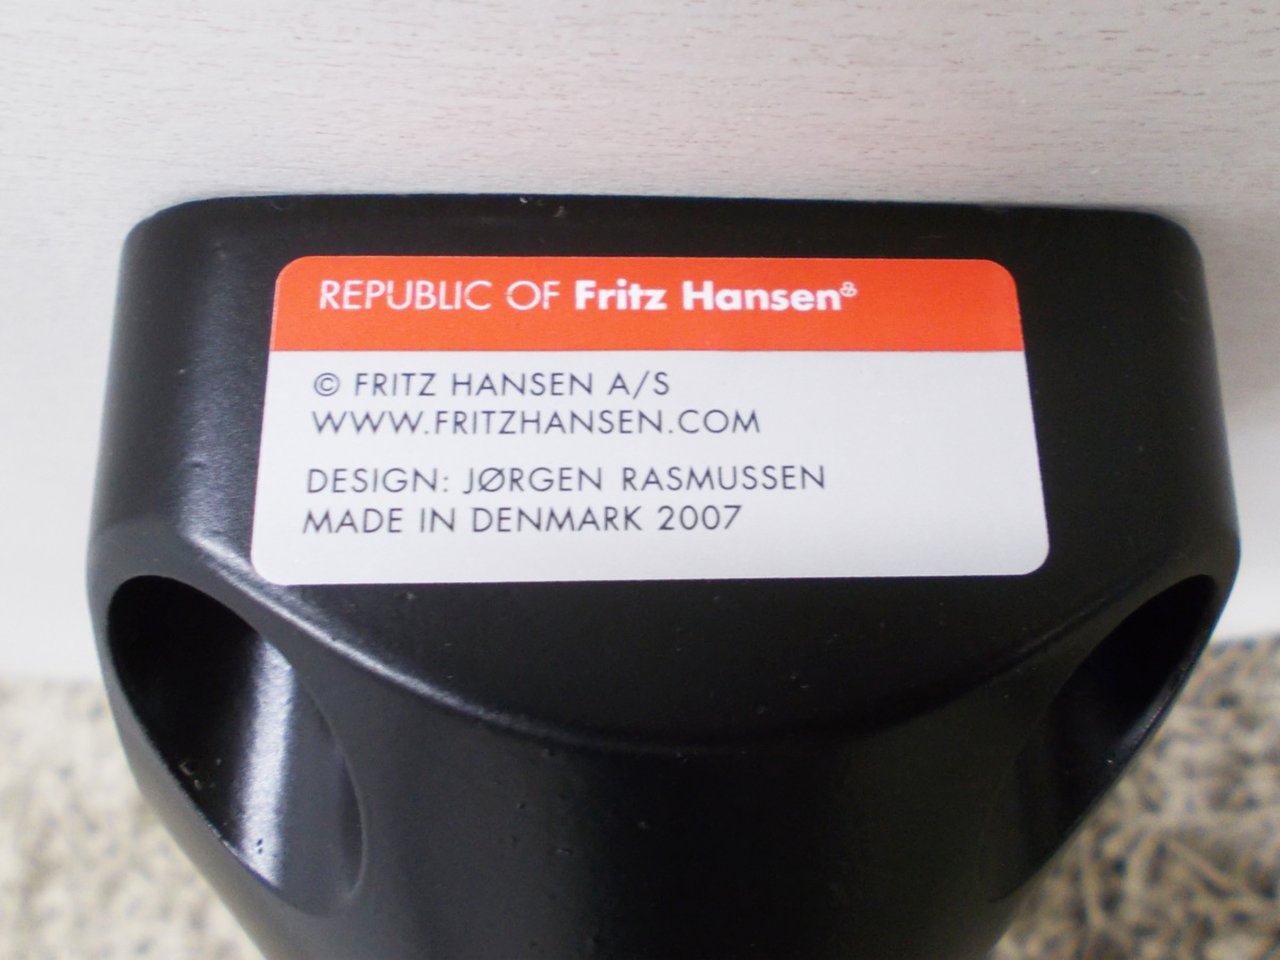 REPUBLIC OF Fritz Hansen®
© FRITZ HANSEN A/S
WWW.FRITZHANSEN.COM
DESIGN: JØRGEN RASMUSSEN
MADE IN DENMARK 2007